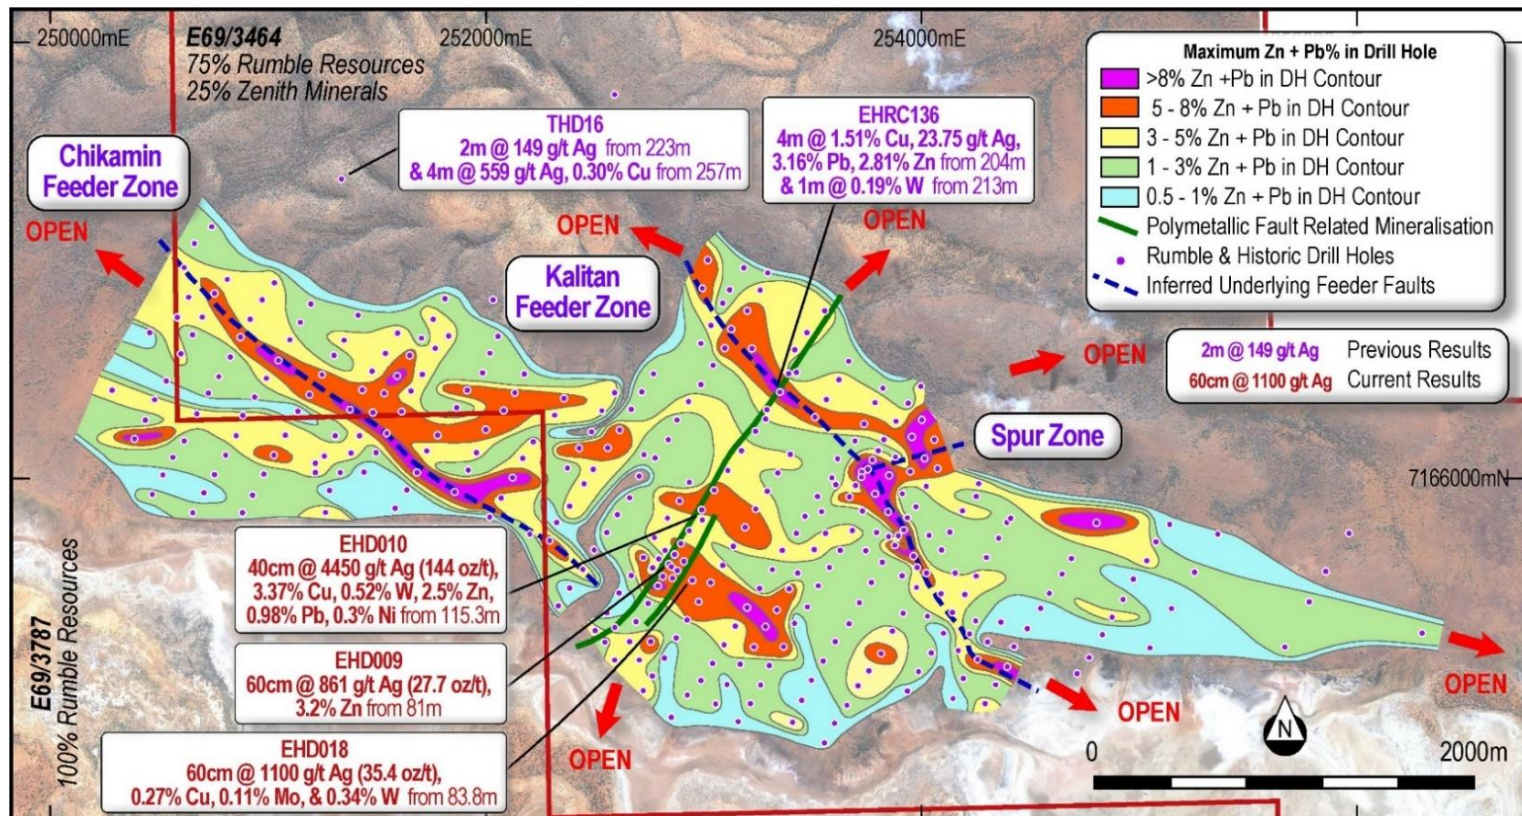 250000mE
252000mE
254000mE
E69/3464
75% Rumble Resources
25% Zenith Minerals
Maximum Zn + Pb% in Drill Hole
>8% Zn +Pb in DH Contour
5 - 8% Zn + Pb in DH Contour
3 - 5% Zn + Pb in DH Contour
1 - 3% Zn + Pb in DH Contour
0.5 - 1% Zn + Pb in DH Contour
Polymetallic Fault Related Mineralisation
Rumble & Historic Drill Holes
Inferred Underlying Feeder Faults
THD16
2m @ 149 g/t Ag from 223m
& 4m @ 559 g/t Ag, 0.30% Cu from 257m
EHRC136
4m @ 1.51% Cu, 23.75 g/t Ag,
3.16% Pb, 2.81% Zn from 204m
& 1m @ 0.19% W from 213m
Chikamin
Feeder Zone
OPEN
OPEN
OPEN
Kalitan
Feeder Zone
OPEN
2m @ 149 g/t Ag Previous Results
60cm @ 1100 g/t Ag Current Results
Spur Zone
7166000mN
EHD010
40cm @ 4450 g/t Ag (144 oz/t),
3.37% Cu, 0.52% W, 2.5% Zn,
0.98% Pb, 0.3% Ni from 115.3m
EHD009
60cm @ 861 g/t Ag (27.7 oz/t),
3.2% Zn from 81m
EHD018
60cm @ 1100 g/t Ag (35.4 oz/t),
0.27% Cu, 0.11% Mo, & 0.34% W from 83.8m
E69/3787
100% Rumble Resources
OPEN
OPEN
OPEN
N
0
2000m